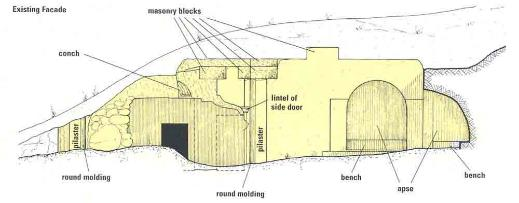 Existing Facade
masonry blocks
conch
lintel of
side door
pilaster
pilaster
round molding
round molding
bench
apse
bench